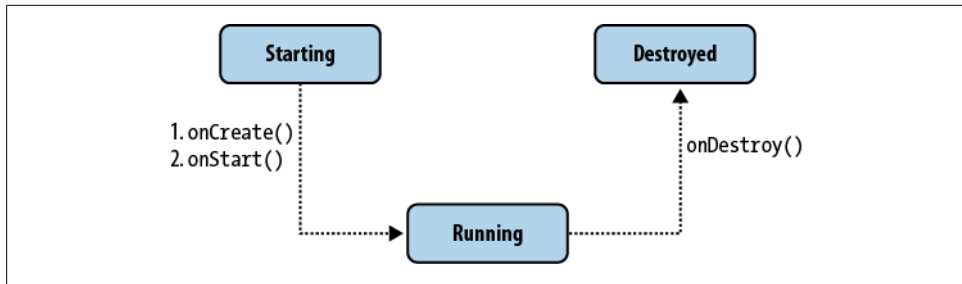 Starting
Destroyed
1. onCreate()
2. onStart()
onDestroy()
Running